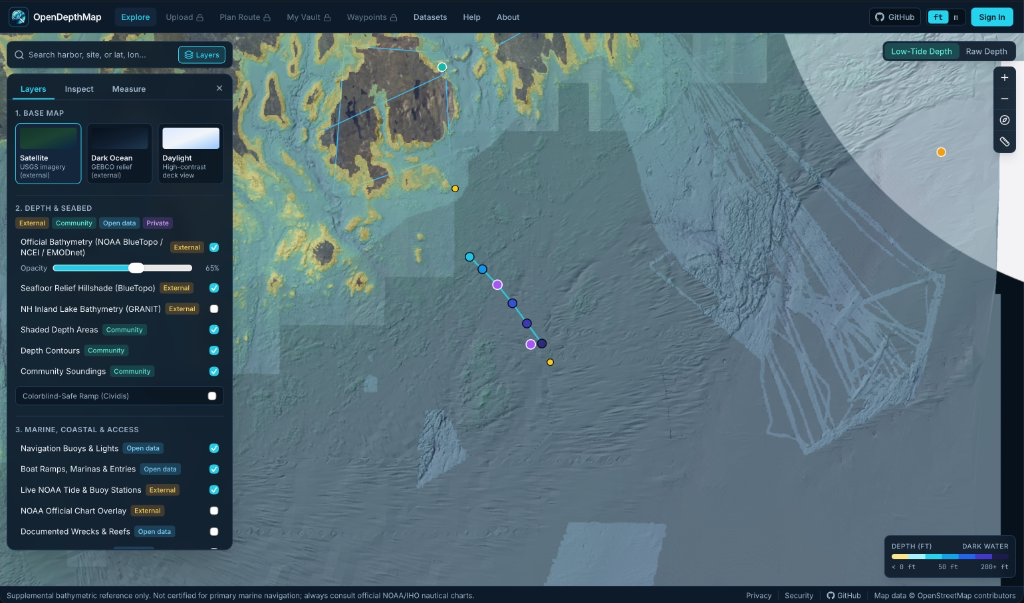 OpenDepthMap
Explore
Upload
Plan Route
My Vault
Waypoints
Datasets
Help
About
GitHub
ft
m
Sign In
Search harbor, site, or lat, lon...
Layers
Low-Tide Depth
Raw Depth
Layers
Inspect
Measure
1. BASE MAP
Satellite
USGS imagery
(external)
Dark Ocean
GEBCO relief
(external)
Daylight
High-contrast
deck view
2. DEPTH & SEABED
External
Community
Open data
Private
Official Bathymetry (NOAA BlueTopo /
NCEI / EMODnet)
External
Opacity
65%
Seafloor Relief Hillshade (BlueTopo)
External
NH Inland Lake Bathymetry (GRANIT)
External
Shaded Depth Areas
Community
Depth Contours
Community
Community Soundings
Community
Colorblind-Safe Ramp (Cividis)
3. MARINE, COASTAL & ACCESS
Navigation Buoys & Lights
Open data
Boat Ramps, Marinas & Entries
Open data
Live NOAA Tide & Buoy Stations
External
NOAA Official Chart Overlay
External
Documented Wrecks & Reefs
Open data
DEPTH (FT)
DARK WATER
< 0 ft
50 ft
200+ ft
Supplemental bathymetric reference only. Not certified for primary marine navigation; always consult official NOAA/IHO nautical charts.
Privacy
Security
GitHub
Map data © OpenStreetMap contributors